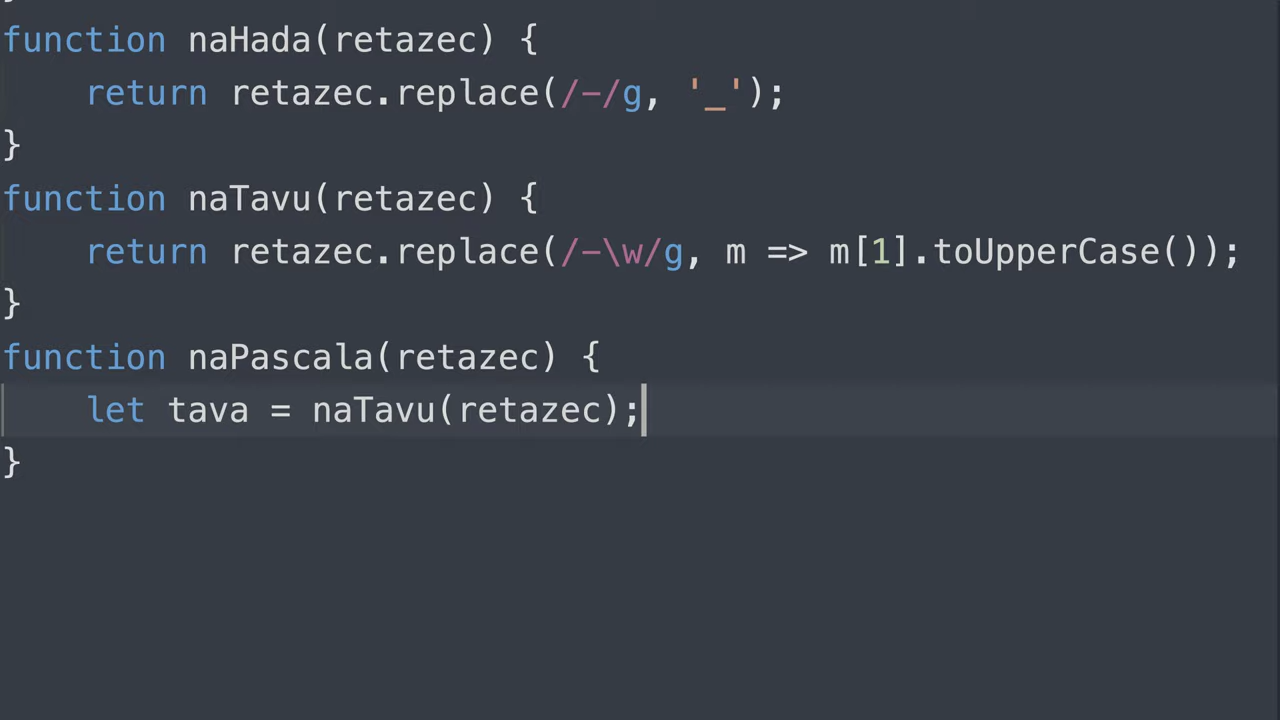 function naHada(retazec) {
    return retazec.replace(/-/g, '_');
}
function naTavu(retazec) {
    return retazec.replace(/-\w/g, m => m[1].toUpperCase());
}
function naPascala(retazec) {
    let tava = naTavu(retazec);
}